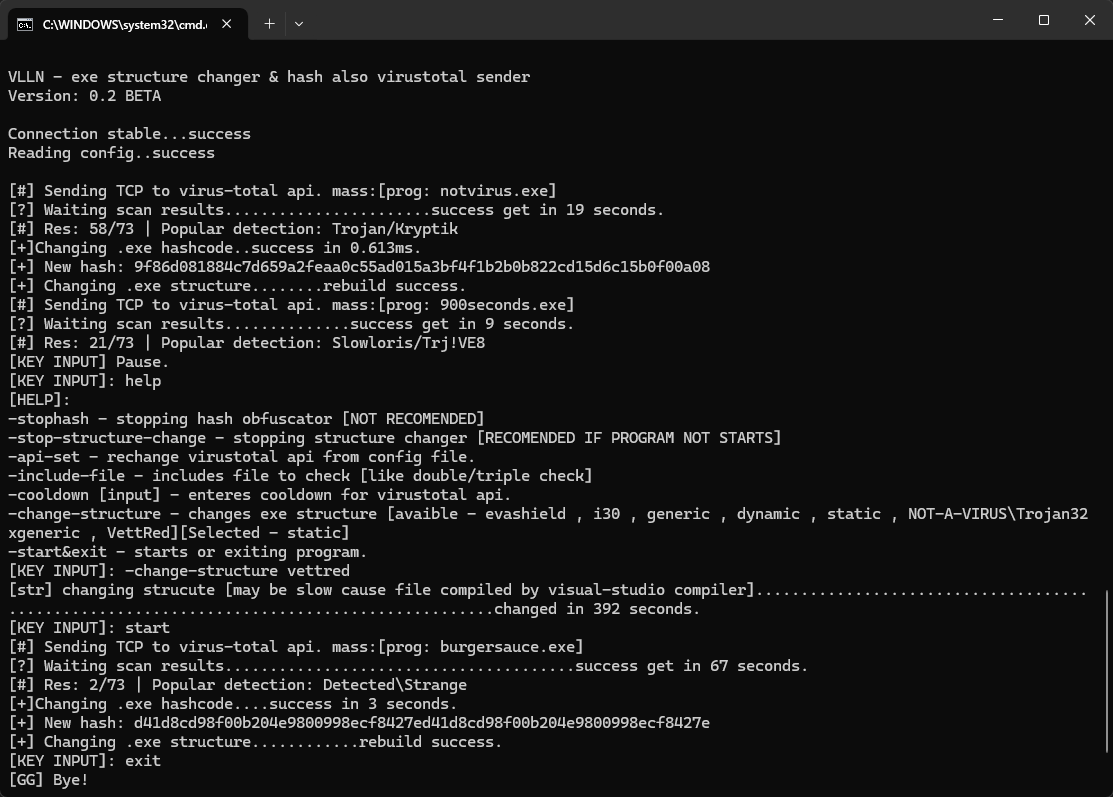 C:\WINDOWS\system32\cmd.
VLLN - exe structure changer & hash also virustotal sender
Version: 0.2 BETA
Connection stable...success
Reading config..success
[#] Sending TCP to virus-total api. mass:[prog: notvirus.exe]
[?] Waiting scan results.......................success get in 19 seconds.
[#] Res: 58/73 | Popular detection: Trojan/Kryptik
[+]Changing .exe hashcode..success in 0.613ms.
[+] New hash: 9f86d081884c7d659a2feaa0c55ad015a3bf4f1b2b0b822cd15d6c15b0f00a08
[+] Changing .exe structure........rebuild success.
[#] Sending TCP to virus-total api. mass:[prog: 900seconds.exe]
[?] Waiting scan results..............success get in 9 seconds.
[#] Res: 21/73 | Popular detection: Slowloris/Trj!VE8
[KEY INPUT] Pause.
[KEY INPUT]: help
[HELP]:
-stophash - stopping hash obfuscator [NOT RECOMENDED]
-stop-structure-change - stopping structure changer [RECOMENDED IF PROGRAM NOT STARTS]
-api-set - rechange virustotal api from config file.
-include-file - includes file to check [like double/triple check]
-cooldown [input] - enteres cooldown for virustotal api.
-change-structure - changes exe structure [avaible - evashield , i30 , generic , dynamic , static , NOT-A-VIRUS\Trojan32
xgeneric , VettRed][Selected - static]
-start&exit - starts or exiting program.
[KEY INPUT]: -change-structure vettred
[str] changing strucute [may be slow cause file compiled by visual-studio compiler].....................................
......................................................changed in 392 seconds.
[KEY INPUT]: start
[#] Sending TCP to virus-total api. mass:[prog: burgersauce.exe]
[?] Waiting scan results.......................................success get in 67 seconds.
[#] Res: 2/73 | Popular detection: Detected\Strange
[+]Changing .exe hashcode....success in 3 seconds.
[+] New hash: d41d8cd98f00b204e9800998ecf8427ed41d8cd98f00b204e9800998ecf8427e
[+] Changing .exe structure............rebuild success.
[KEY INPUT]: exit
[GG] Bye!